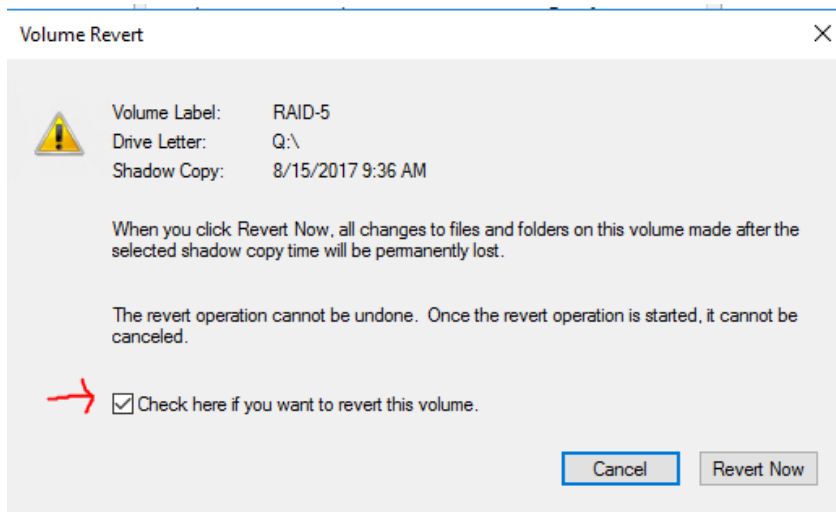 Volume Revert
Volume Label: RAID-5
Drive Letter: Q:\
Shadow Copy: 8/15/2017 9:36 AM
When you click Revert Now, all changes to files and folders on this volume made after the
selected shadow copy time will be permanently lost.
The revert operation cannot be undone.  Once the revert operation is started, it cannot be
canceled.
Check here if you want to revert this volume.
Cancel Revert Now